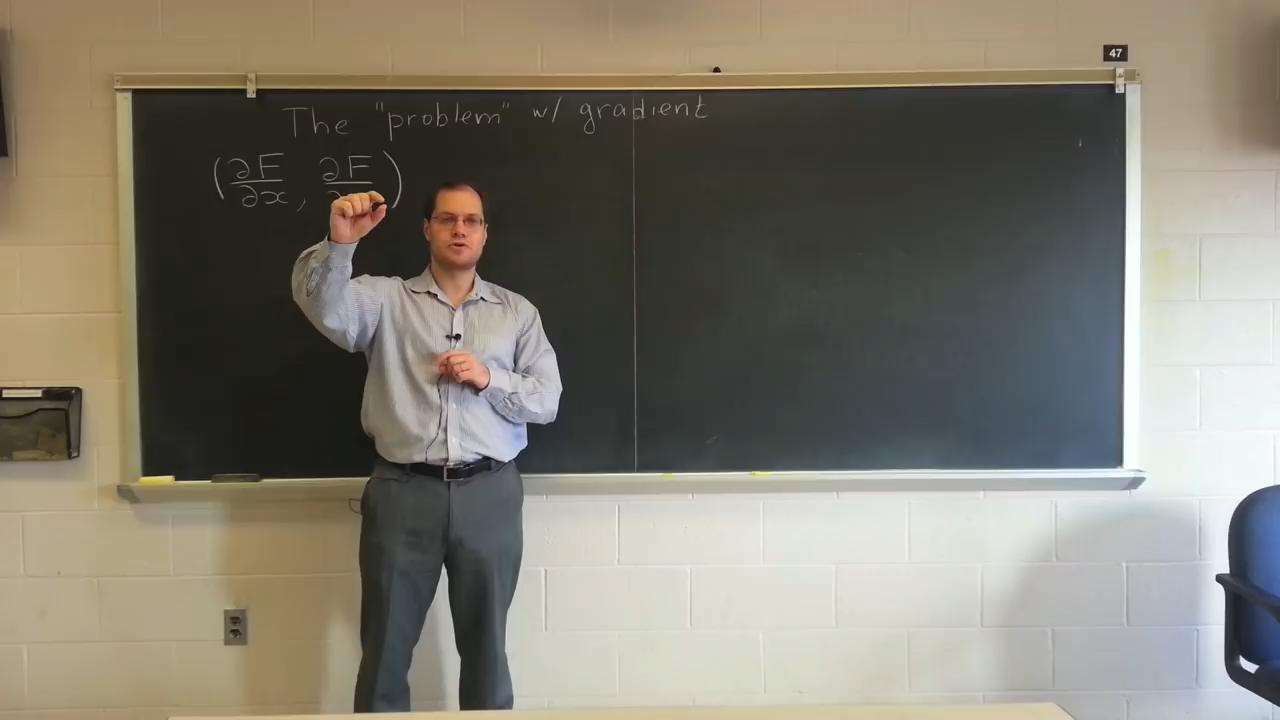 The "problem" w/ gradient
(∂F/∂x, ∂F/∂ )
47